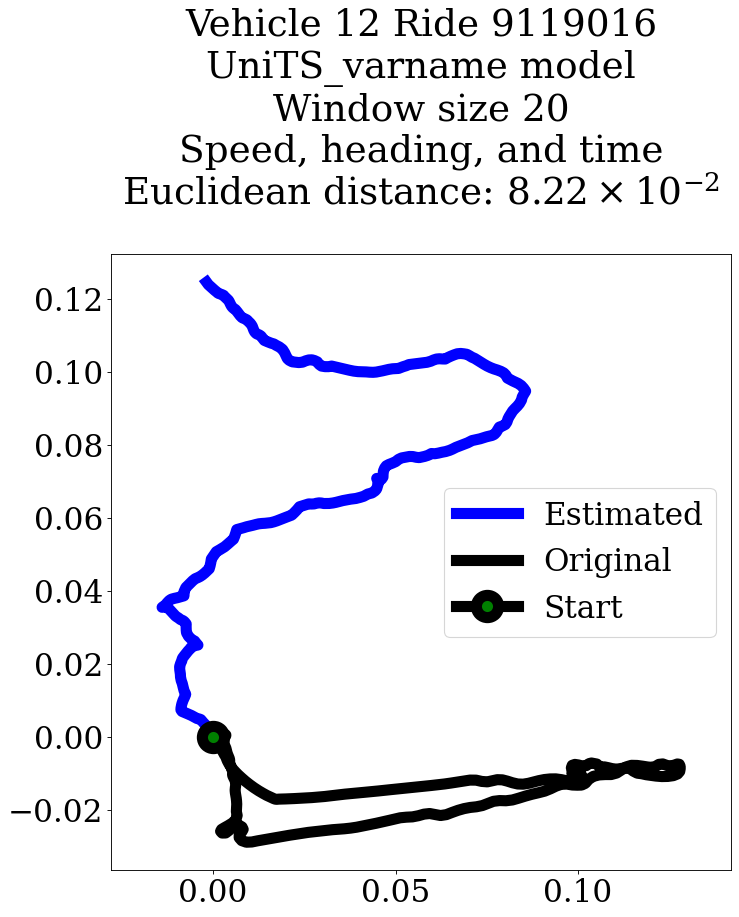 Vehicle 12 Ride 9119016
UniTS_varname model
Window size 20
Speed, heading, and time
Euclidean distance: 8.22 × 10⁻²
0.12
0.10
0.08
0.06
0.04
0.02
0.00
−0.02
Estimated
Original
Start
0.00 0.05 0.10